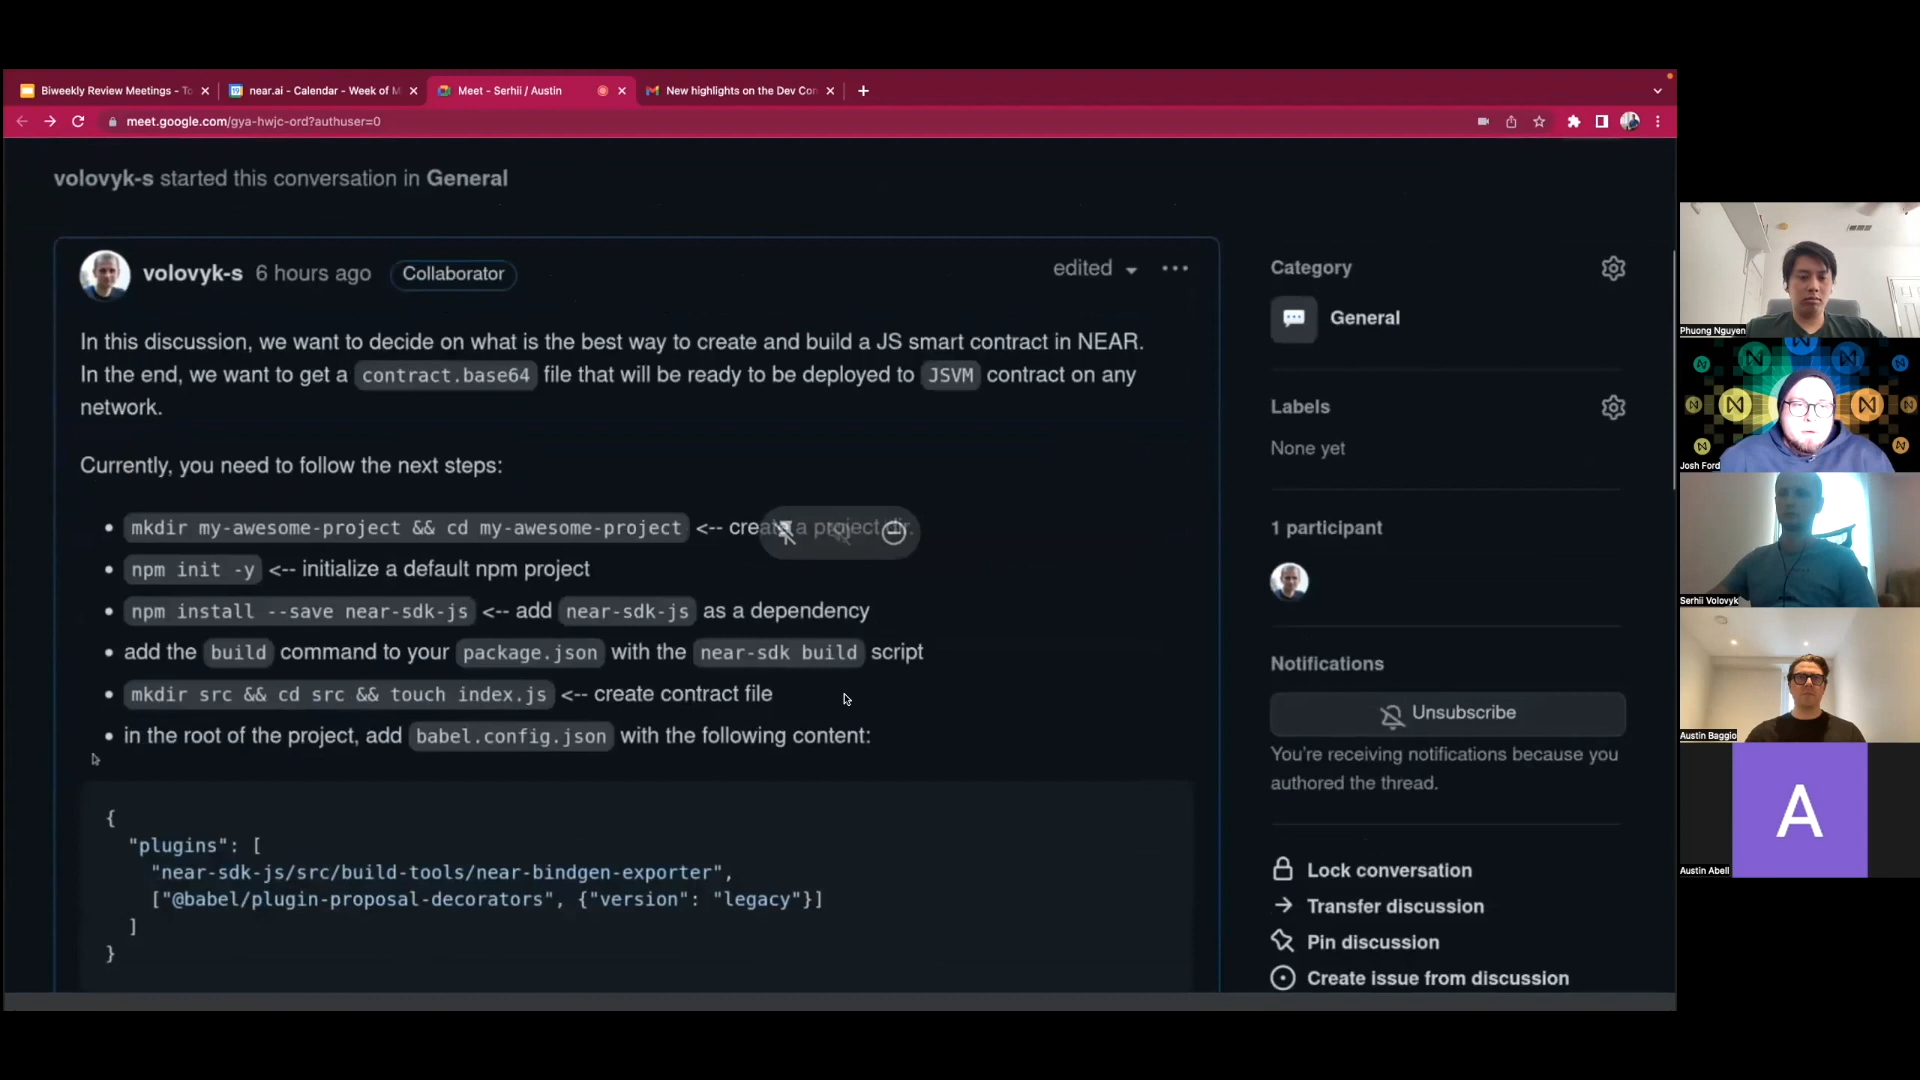 Biweekly Review Meetings - To
near.ai - Calendar - Week of M
Meet - Serhii / Austin
New highlights on the Dev Con
meet.google.com/gya-hwjc-ord?authuser=0
volovyk-s started this conversation in General
volovyk-s 6 hours ago Collaborator
edited
In this discussion, we want to decide on what is the best way to create and build a JS smart contract in NEAR.
In the end, we want to get a contract.base64 file that will be ready to be deployed to JSVM contract on any
network.
Currently, you need to follow the next steps:
• mkdir my-awesome-project && cd my-awesome-project <-- create a project dir.
• npm init -y <-- initialize a default npm project
• npm install --save near-sdk-js <-- add near-sdk-js as a dependency
• add the build command to your package.json with the near-sdk build script
• mkdir src && cd src && touch index.js <-- create contract file
• in the root of the project, add babel.config.json with the following content:
{
"plugins": [
"near-sdk-js/src/build-tools/near-bindgen-exporter",
["@babel/plugin-proposal-decorators", {"version": "legacy"}]
]
}
Category
General
Labels
None yet
1 participant
Notifications
Unsubscribe
You're receiving notifications because you
authored the thread.
Lock conversation
Transfer discussion
Pin discussion
Create issue from discussion
Phuong Nguyen
Josh Ford
Serhii Volovyk
Austin Baggio
A
Austin Abell